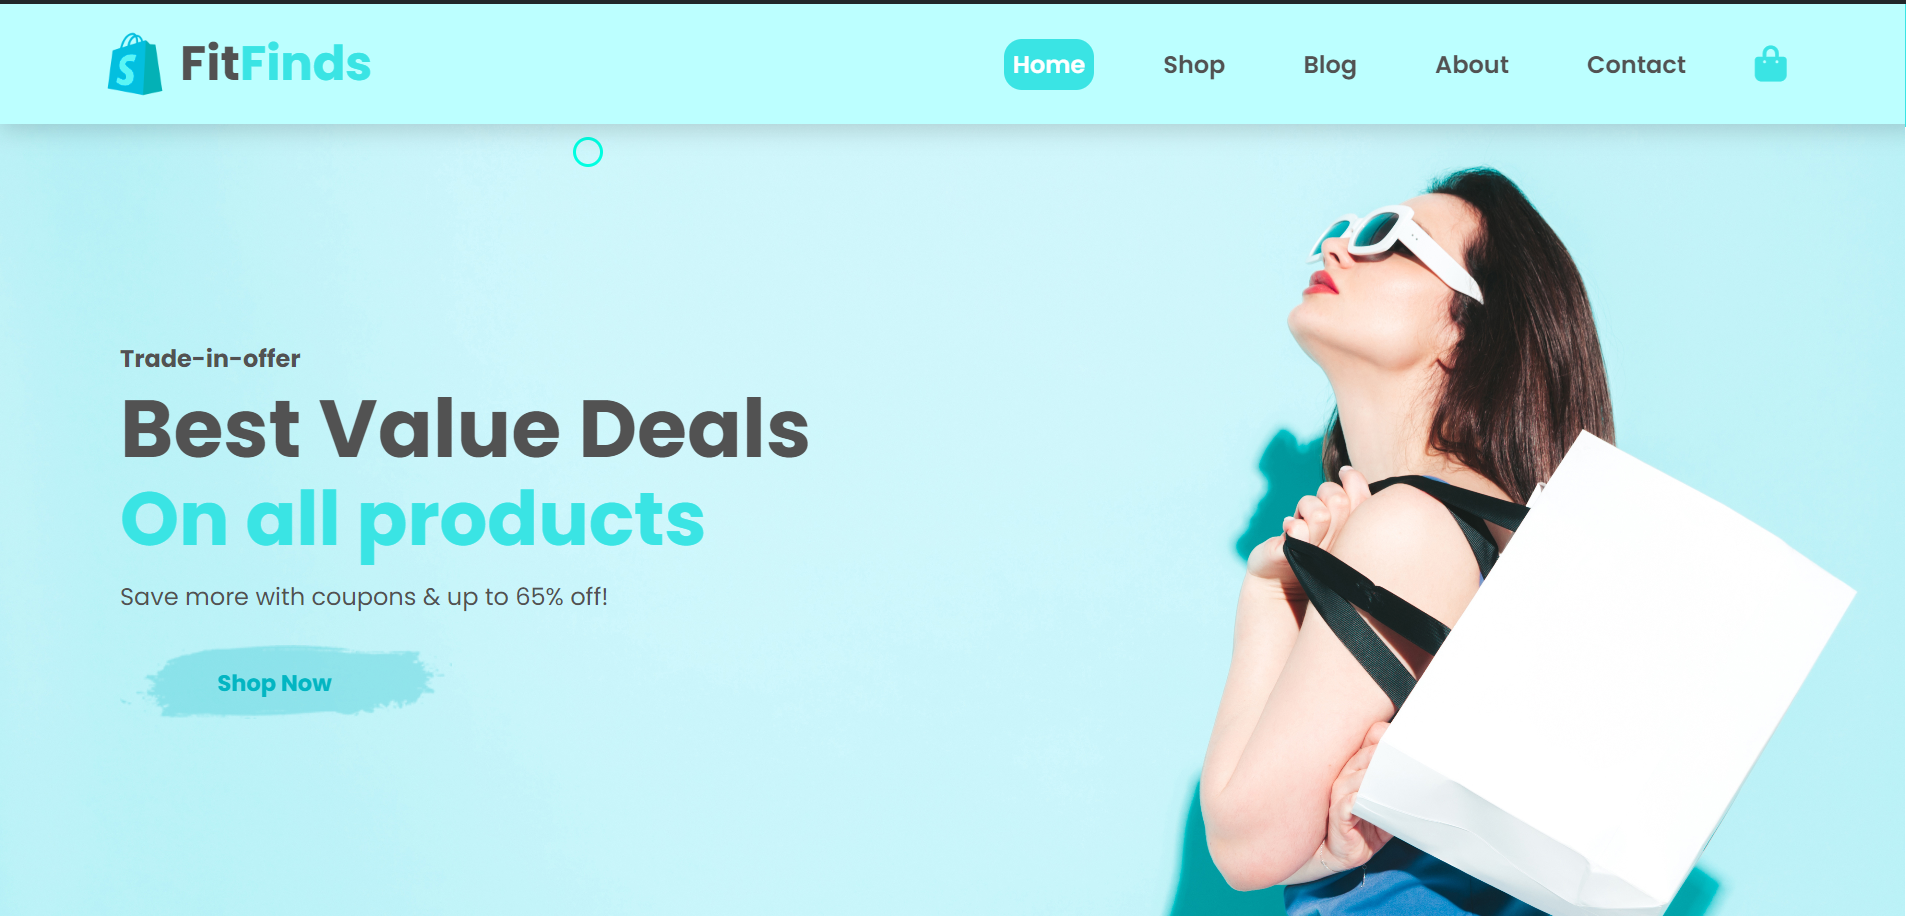 FitFinds
Home Shop Blog About Contact
Trade-in-offer
Best Value Deals
On all products
Save more with coupons & up to 65% off!
Shop Now